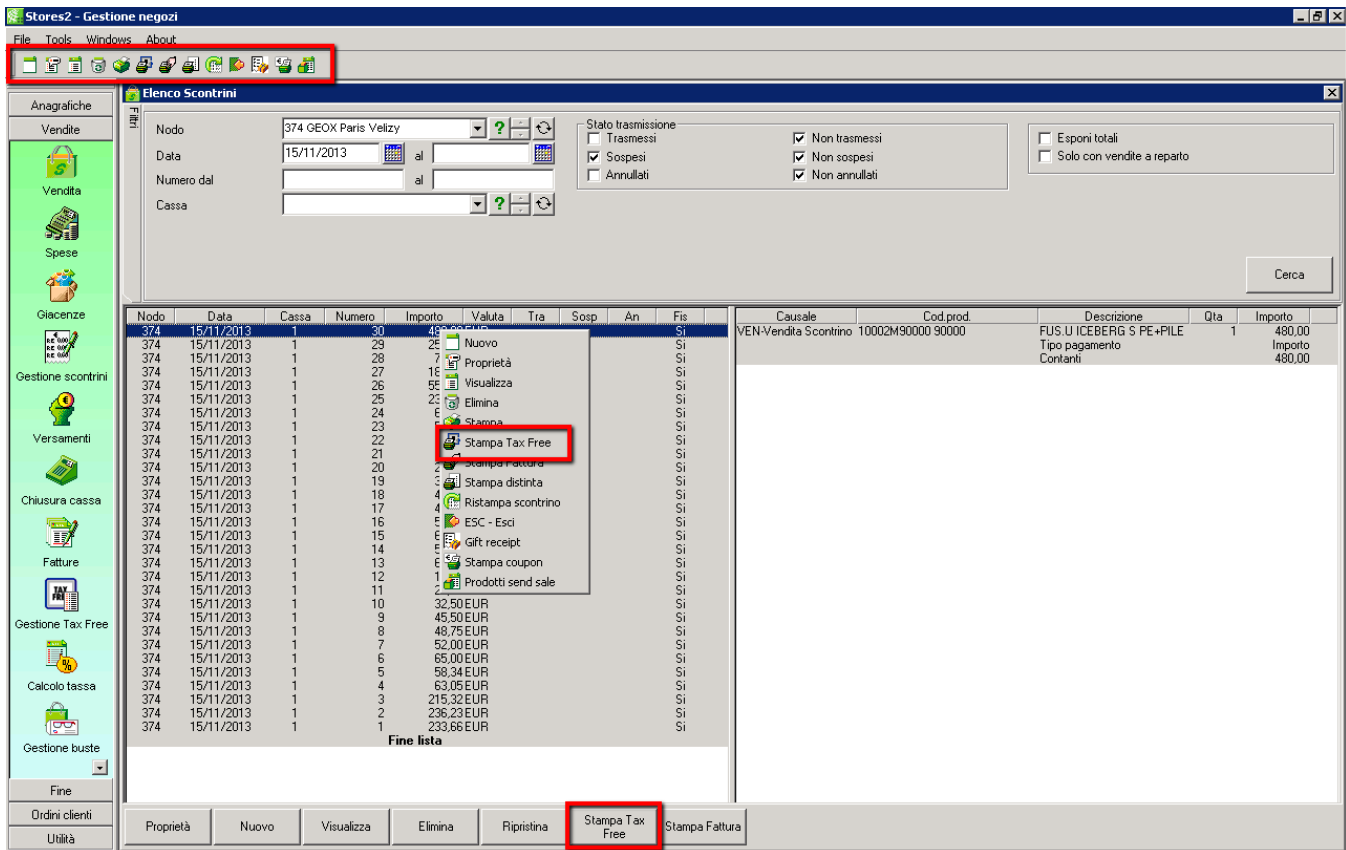 Stores2 - Gestione negozi
File Tools Windows About
Anagrafiche
Vendite
Vendita
Spese
Giacenze
Gestione scontrini
Versamenti
Chiusura cassa
Fatture
TAX
Gestione Tax Free
Calcolo tassa
Gestione buste
Fine
Ordini clienti
Utilità
Elenco Scontrini
Filtri
Nodo 374 GEOX Paris Velizy
Data 15/11/2013 al
Numero dal al
Cassa
Stato trasmissione
Trasmessi Non trasmessi
Sospesi Non sospesi
Annullati Non annullati
Esponi totali
Solo con vendite a reparto
Cerca
Nodo Data Cassa Numero Importo Valuta Tra Sosp An Fis
374 15/11/2013 1 30 Si
374 15/11/2013 1 29 Si
374 15/11/2013 1 28 Si
374 15/11/2013 1 27 Si
374 15/11/2013 1 26 Si
374 15/11/2013 1 25 Si
374 15/11/2013 1 24 Si
374 15/11/2013 1 23 Si
374 15/11/2013 1 22 Si
374 15/11/2013 1 21 Si
374 15/11/2013 1 20 Si
374 15/11/2013 1 19 Si
374 15/11/2013 1 18 Si
374 15/11/2013 1 17 Si
374 15/11/2013 1 16 Si
374 15/11/2013 1 15 Si
374 15/11/2013 1 14 Si
374 15/11/2013 1 13 Si
374 15/11/2013 1 12 Si
374 15/11/2013 1 11 Si
374 15/11/2013 1 10 32,50 EUR Si
374 15/11/2013 1 9 45,50 EUR Si
374 15/11/2013 1 8 48,75 EUR Si
374 15/11/2013 1 7 52,00 EUR Si
374 15/11/2013 1 6 65,00 EUR Si
374 15/11/2013 1 5 58,34 EUR Si
374 15/11/2013 1 4 63,05 EUR Si
374 15/11/2013 1 3 215,32 EUR Si
374 15/11/2013 1 2 236,23 EUR Si
374 15/11/2013 1 1 233,66 EUR Si
Fine lista
Nuovo
Proprietà
Visualizza
Elimina
Stampa
Stampa Tax Free
Stampa Fattura
Stampa distinta
Ristampa scontrino
ESC - Esci
Gift receipt
Stampa coupon
Prodotti send sale
Causale Cod.prod. Descrizione Qta Importo
VEN-Vendita Scontrino 10002M90000 90000 FUS.U ICEBERG S PE+PILE 1 480,00
Tipo pagamento Importo
Contanti 480,00
Proprietà Nuovo Visualizza Elimina Ripristina Stampa Tax Free Stampa Fattura